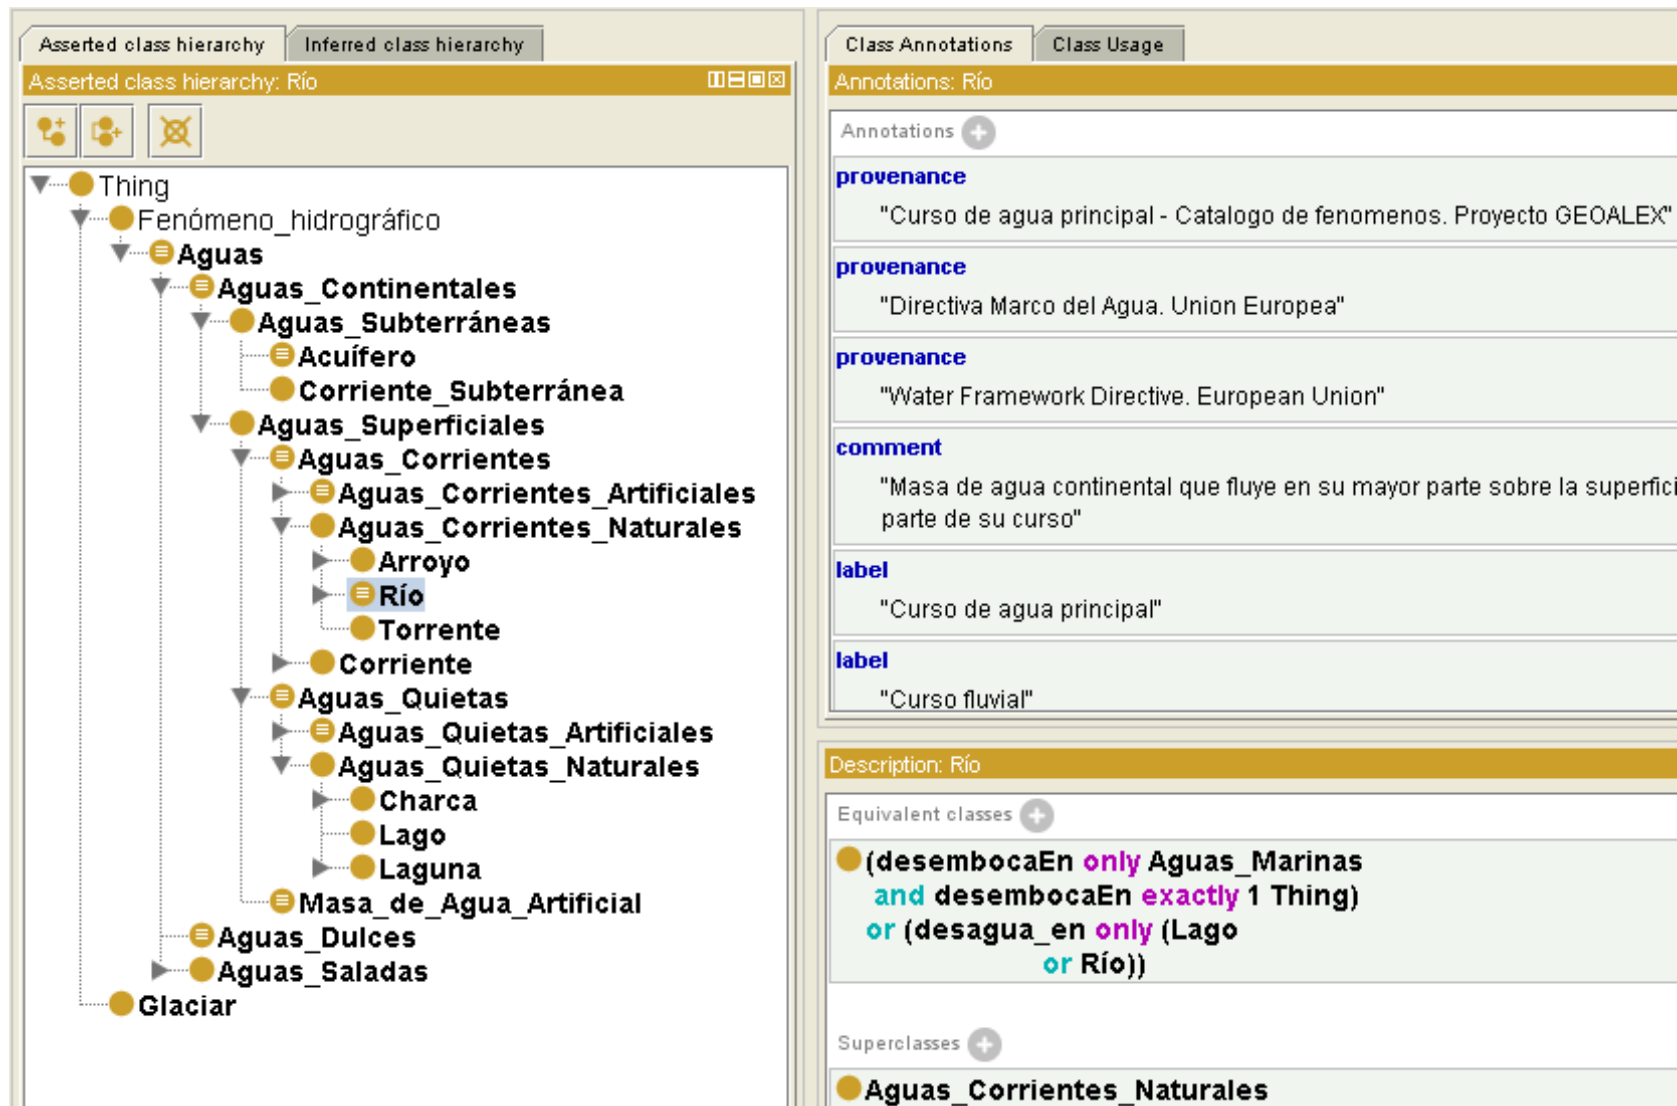 Asserted class hierarchy
Inferred class hierarchy
Asserted class hierarchy: Río
Thing
Fenómeno_hidrográfico
Aguas
Aguas_Continentales
Aguas_Subterráneas
Acuífero
Corriente_Subterránea
Aguas_Superficiales
Aguas_Corrientes
Aguas_Corrientes_Artificiales
Aguas_Corrientes_Naturales
Arroyo
Río
Torrente
Corriente
Aguas_Quietas
Aguas_Quietas_Artificiales
Aguas_Quietas_Naturales
Charca
Lago
Laguna
Masa_de_Agua_Artificial
Aguas_Dulces
Aguas_Saladas
Glaciar
Class Annotations
Class Usage
Annotations: Río
Annotations
provenance
"Curso de agua principal - Catalogo de fenomenos. Proyecto GEOALEX"
provenance
"Directiva Marco del Agua. Union Europea"
provenance
"Water Framework Directive. European Union"
comment
"Masa de agua continental que fluye en su mayor parte sobre la superfici
parte de su curso"
label
"Curso de agua principal"
label
"Curso fluvial"
Description: Río
Equivalent classes
(desembocaEn only Aguas_Marinas
and desembocaEn exactly 1 Thing)
or (desagua_en only (Lago
or Río))
Superclasses
Aguas_Corrientes_Naturales